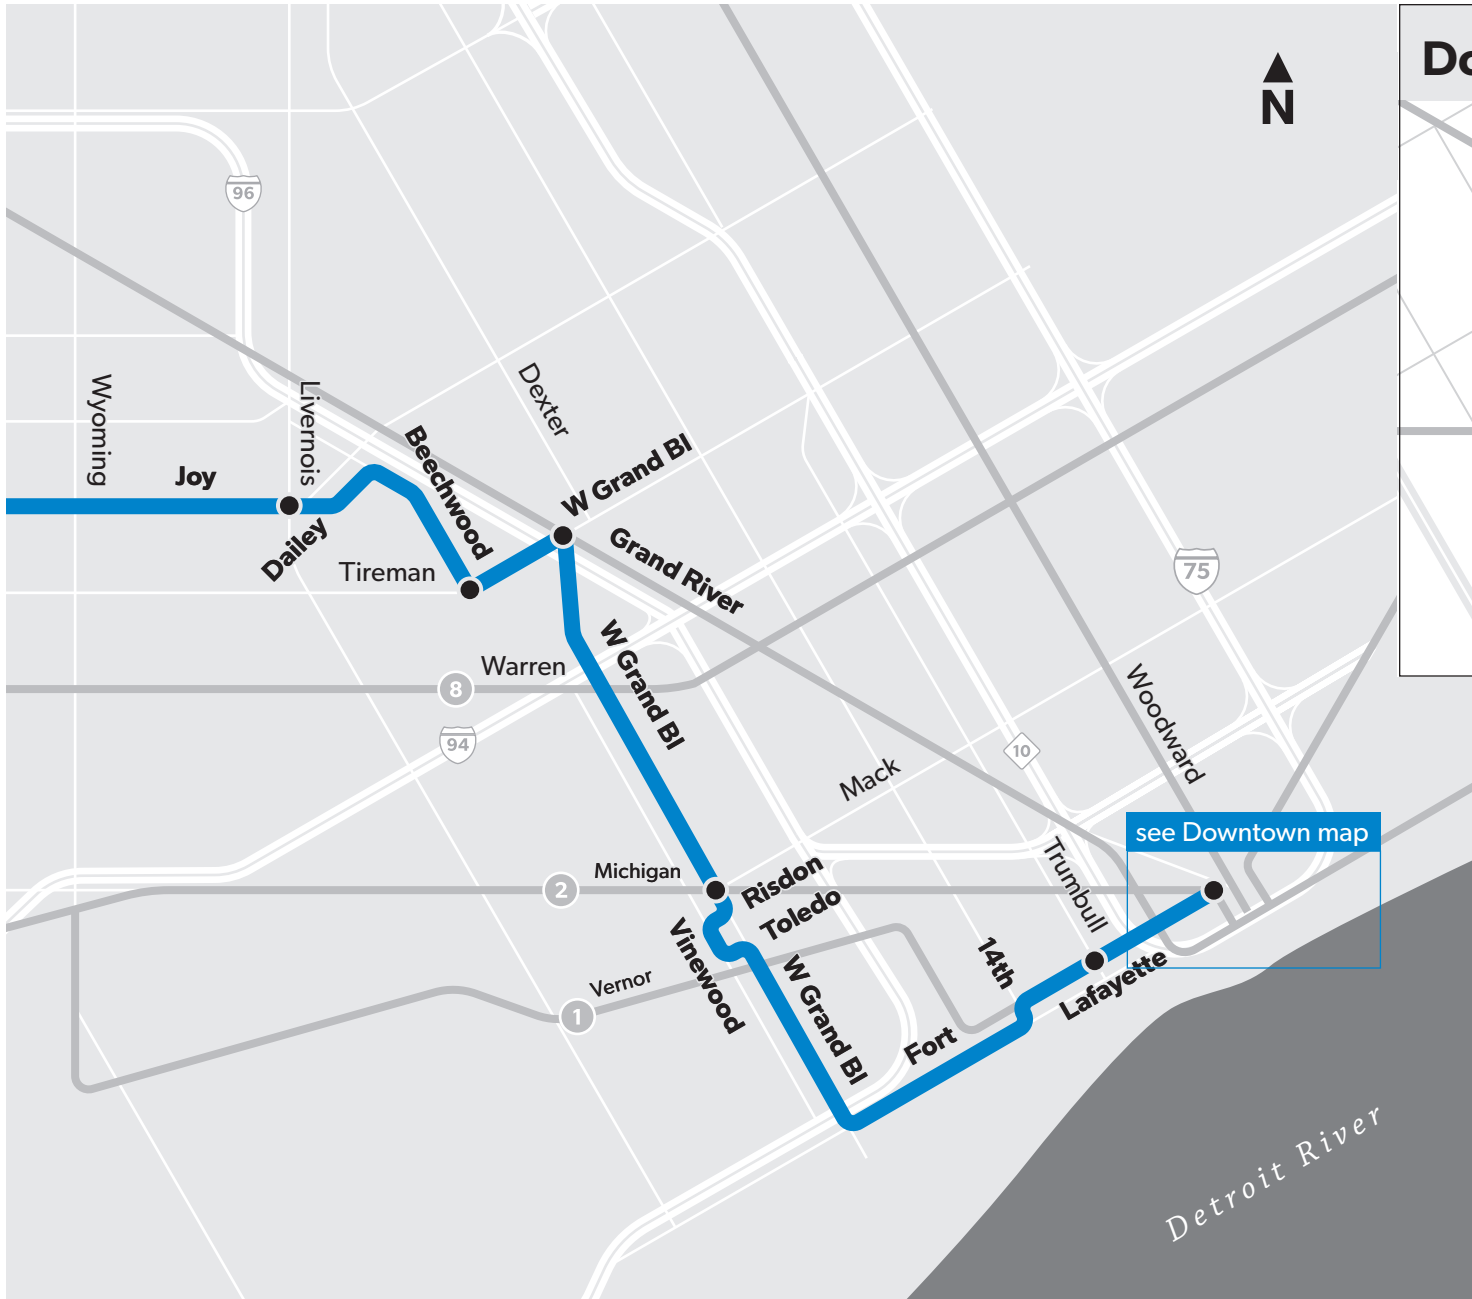 Do
N
96
Wyoming
Livernois
Dexter
Joy
Beechwood
W Grand Bl
Dailey
Tireman
Grand River
75
W Grand Bl
Warren
8
94
Woodward
10
Mack
see Downtown map
Michigan
2
Risdon
Toledo
Trumbull
Vinewood
14th
Vernor
1
W Grand Bl
Lafayette
Fort
Detroit River